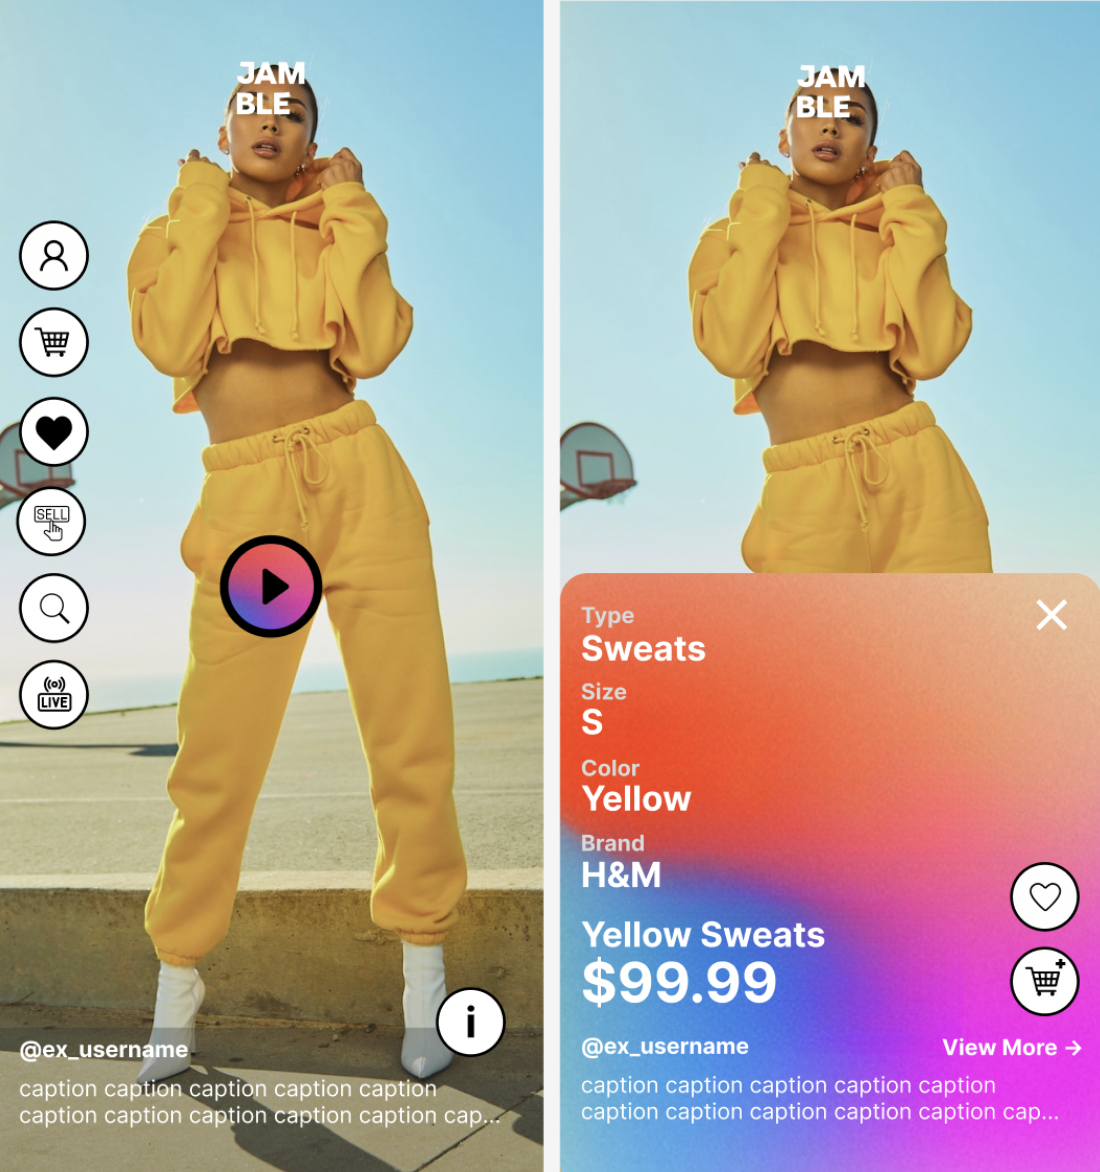 JAM
BLE
SELL
LIVE
i
@ex_username
caption caption caption caption caption
caption caption caption caption caption cap...
JAM
BLE
Type
Sweats
Size
S
Color
Yellow
Brand
H&M
Yellow Sweats
$99.99
@ex_username
View More →
caption caption caption caption caption
caption caption caption caption caption cap...